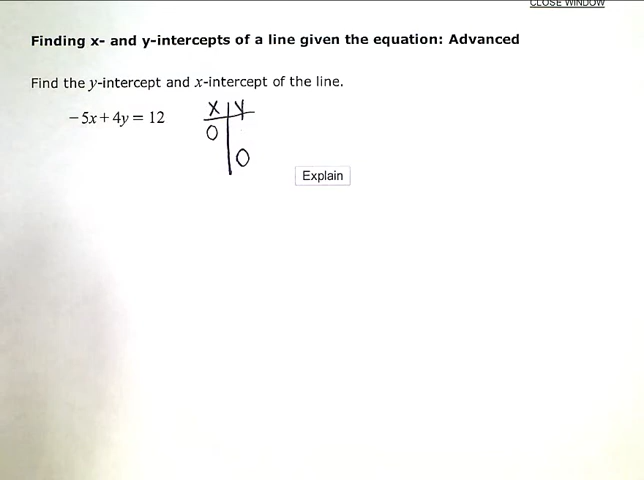 CLOSE WINDOW
Finding x- and y-intercepts of a line given the equation: Advanced
Find the y-intercept and x-intercept of the line.
−5x+4y = 12
X Y
0
0
Explain